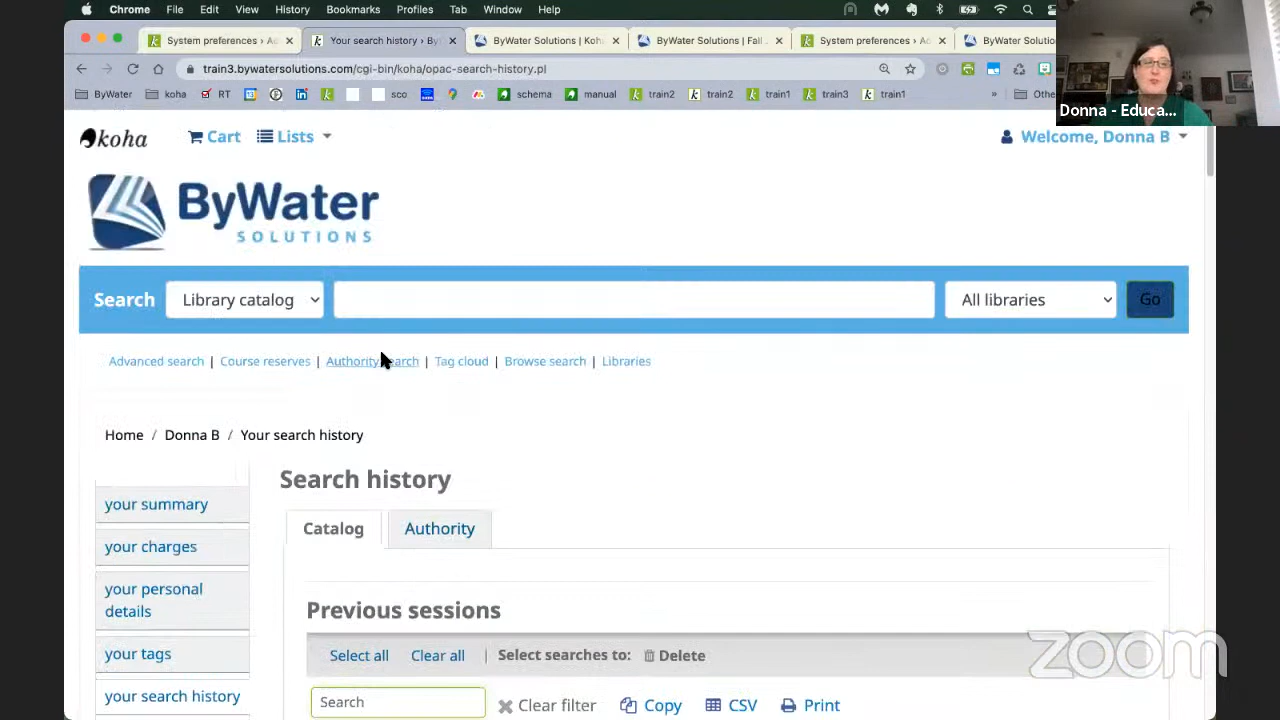 Chrome File Edit View History Bookmarks Profiles Tab Window Help
System preferences › Ad
Your search history › By
ByWater Solutions | Koh
ByWater Solutions | Fall
System preferences › Ac
ByWater Solution
train3.bywatersolutions.com/cgi-bin/koha/opac-search-history.pl
ByWater koha RT sco schema manual train2 train2 train1 train3 train1 » Othe
Donna - Educa...
koha Cart Lists Welcome, Donna B
ByWater
SOLUTIONS
Search Library catalog All libraries Go
Advanced search | Course reserves | Authority search | Tag cloud | Browse search | Libraries
Home / Donna B / Your search history
Search history
your summary
your charges
your personal
details
your tags
your search history
Catalog Authority
Previous sessions
Select all Clear all | Select searches to: Delete
Search Clear filter Copy CSV Print
zoom